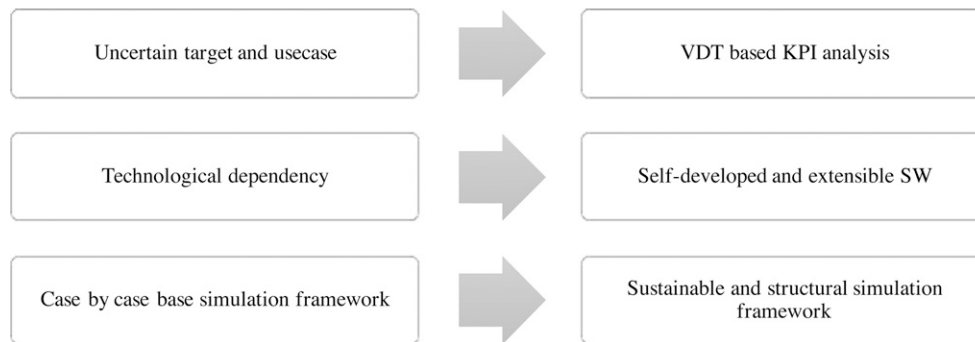 Uncertain target and usecase
VDT based KPI analysis
Technological dependency
Self-developed and extensible SW
Case by case base simulation framework
Sustainable and structural simulation
framework